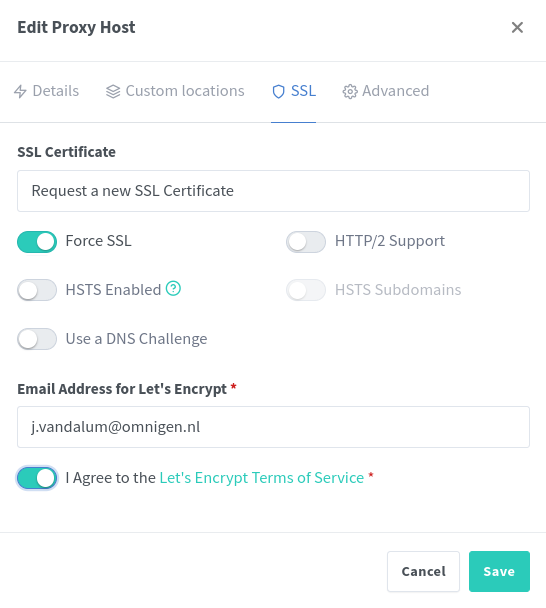 Edit Proxy Host
Details Custom locations SSL Advanced
SSL Certificate
Request a new SSL Certificate
Force SSL HTTP/2 Support
HSTS Enabled HSTS Subdomains
Use a DNS Challenge
Email Address for Let's Encrypt *
j.vandalum@omnigen.nl
I Agree to the Let's Encrypt Terms of Service *
Cancel Save